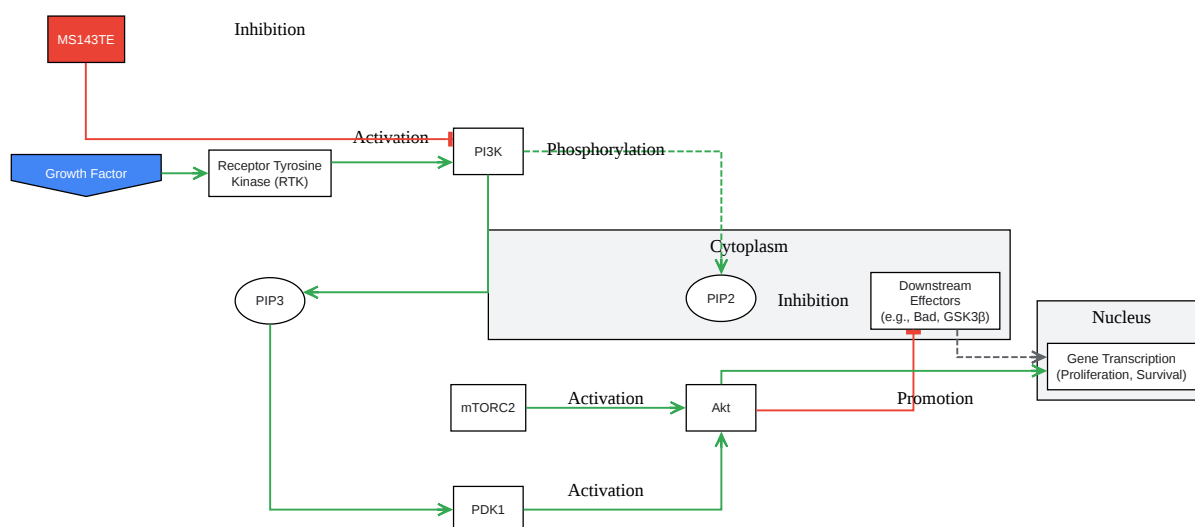 MS143TE
Inhibition
Activation
PI3K
Phosphorylation
Growth Factor
Receptor Tyrosine
Kinase (RTK)
Cytoplasm
PIP3
PIP2
Inhibition
Downstream
Effectors
(e.g., Bad, GSK3β)
Nucleus
Gene Transcription
(Proliferation, Survival)
mTORC2
Activation
Akt
Promotion
PDK1
Activation